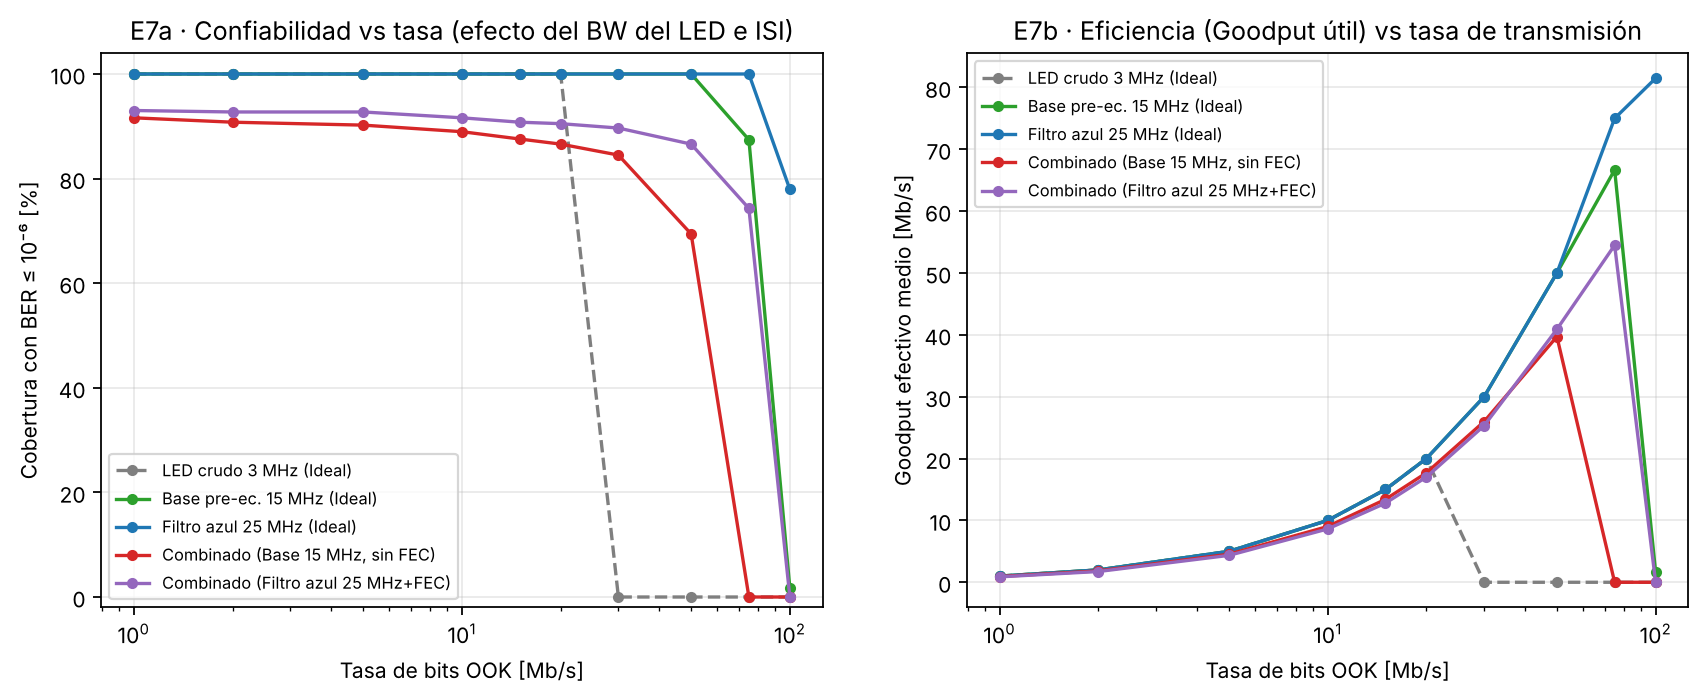 E7a · Confiabilidad vs tasa (efecto del BW del LED e ISI)
Cobertura con BER ≤ 10⁻⁶ [%]
100
80
60
40
20
0
LED crudo 3 MHz (Ideal)
Base pre-ec. 15 MHz (Ideal)
Filtro azul 25 MHz (Ideal)
Combinado (Base 15 MHz, sin FEC)
Combinado (Filtro azul 25 MHz+FEC)
10⁰
10¹
10²
Tasa de bits OOK [Mb/s]
E7b · Eficiencia (Goodput útil) vs tasa de transmisión
Goodput efectivo medio [Mb/s]
80
70
60
50
40
30
20
10
0
LED crudo 3 MHz (Ideal)
Base pre-ec. 15 MHz (Ideal)
Filtro azul 25 MHz (Ideal)
Combinado (Base 15 MHz, sin FEC)
Combinado (Filtro azul 25 MHz+FEC)
10⁰
10¹
10²
Tasa de bits OOK [Mb/s]